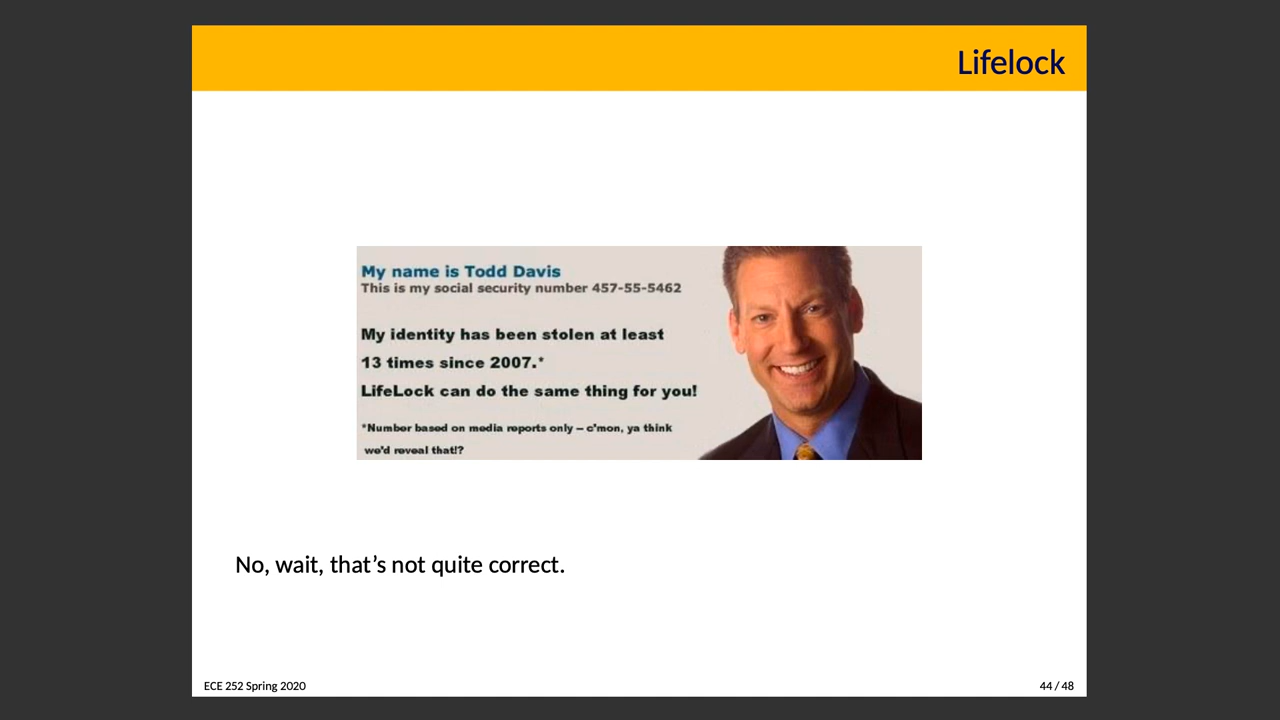 Lifelock
My name is Todd Davis
This is my social security number 457-55-5462
My identity has been stolen at least
13 times since 2007.*
LifeLock can do the same thing for you!
*Number based on media reports only – c'mon, ya think
we'd reveal that!?
No, wait, that’s not quite correct.
ECE 252 Spring 2020
44 / 48